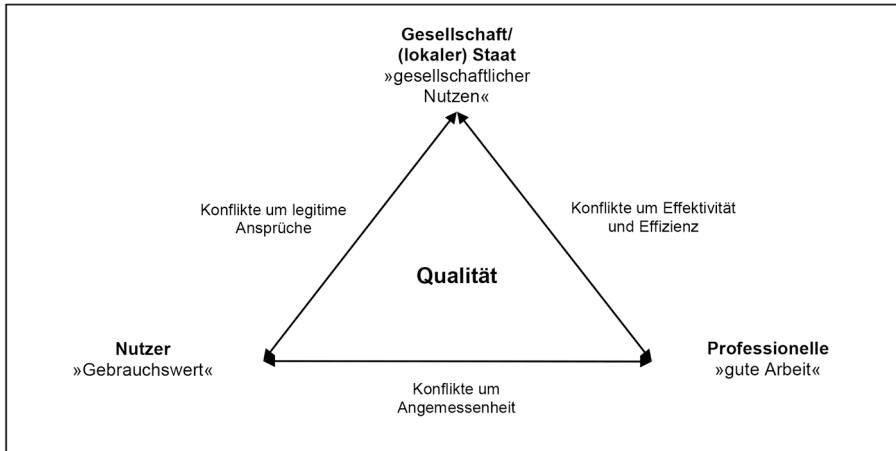 Gesellschaft/
(lokaler) Staat
»gesellschaftlicher
Nutzen«
Konflikte um legitime
Ansprüche
Konflikte um Effektivität
und Effizienz
Qualität
Nutzer
»Gebrauchswert«
Professionelle
»gute Arbeit«
Konflikte um
Angemessenheit